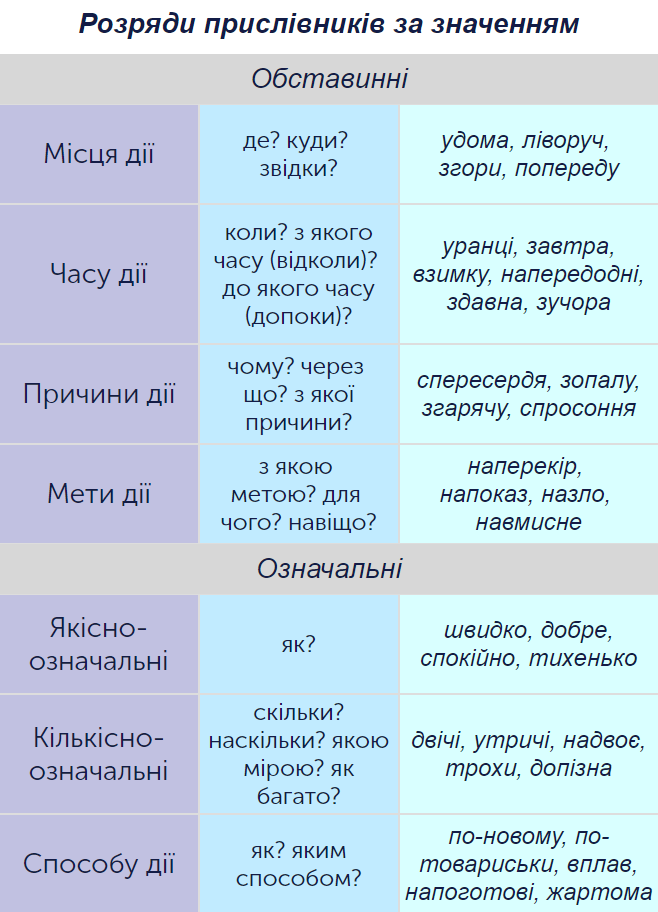 Розряди прислівників за значенням
Обставинні
Місця дії
де? куди?
звідки?
удома, ліворуч,
згори, попереду
Часу дії
коли? з якого
часу (відколи)?
до якого часу
(допоки)?
уранці, завтра,
взимку, напередодні,
здавна, зучора
Причини дії
чому? через
що? з якої
причини?
спересердя, зопалу,
згарячу, спросоння
Мети дії
з якою
метою? для
чого? навіщо?
наперекір,
напоказ, назло,
навмисне
Означальні
Якісно-
означальні
як?
швидко, добре,
спокійно, тихенько
Кількісно-
означальні
скільки?
наскільки? якою
мірою? як
багато?
двічі, утричі, надвоє,
трохи, допізна
Способу дії
як? яким
способом?
по-новому, по-
товариськи, вплав,
напоготові, жартома